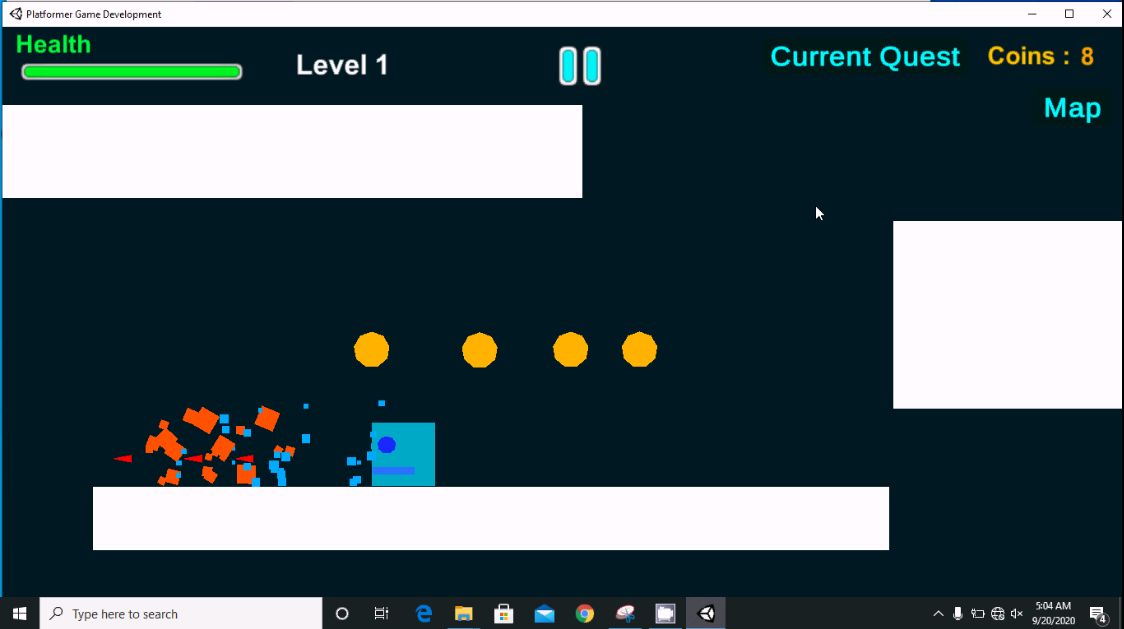 Platformer Game Development
Health
Level 1
Current Quest
Coins : 8
Map
Type here to search
5:04 AM
9/20/2020
4